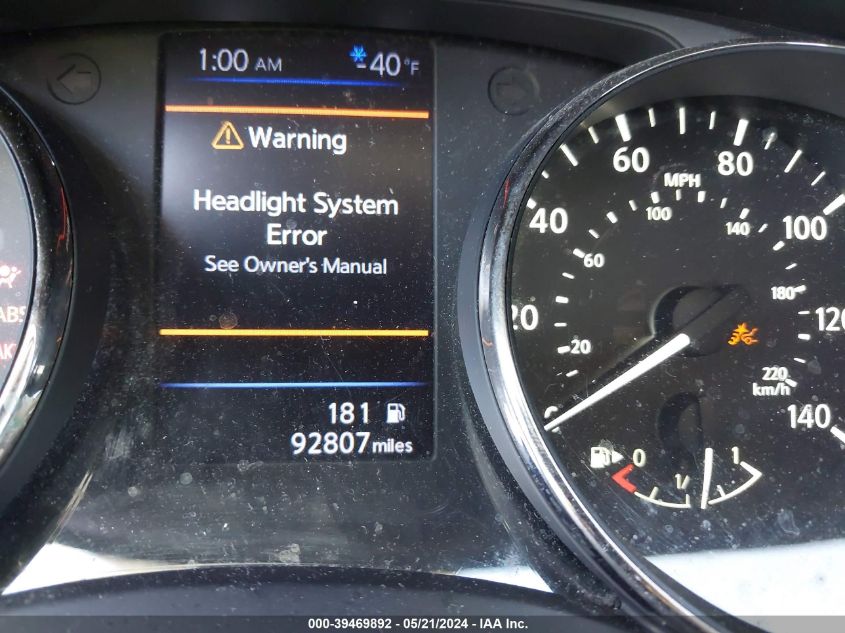 1:00 AM -40°F
Warning
Headlight System
Error
See Owner's Manual
181
92807 miles
ABS
20
40
60
80
100
120
140
MPH
20
60
100
140
180
220
km/h
0
1/
1
000-39469892 - 05/21/2024 - IAA Inc.